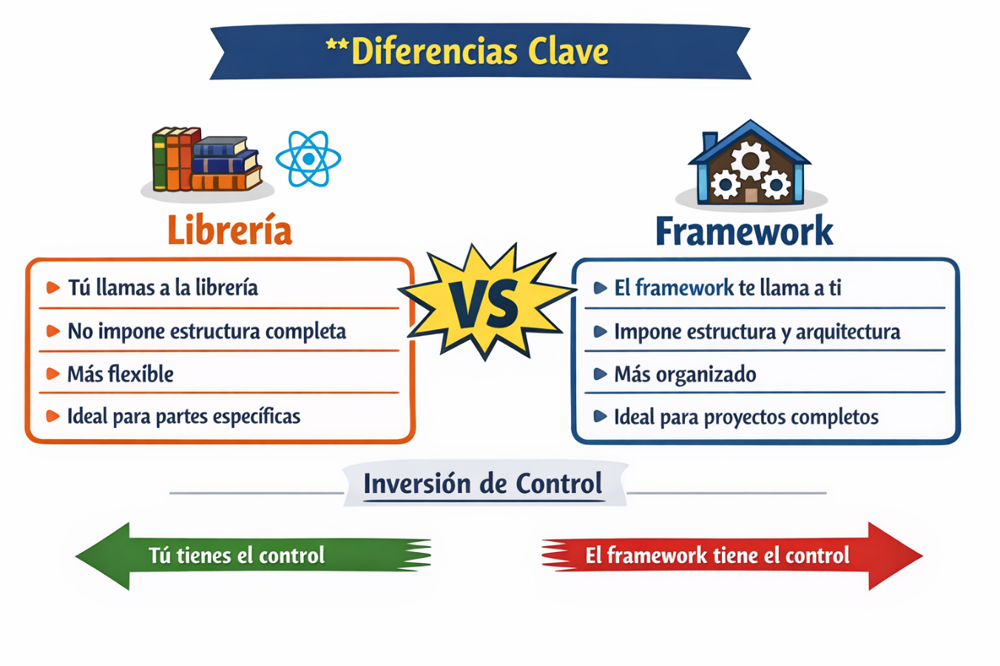 **Diferencias Clave
Librería
Tú llamas a la librería
No impone estructura completa
Más flexible
Ideal para partes específicas
VS
Framework
El framework te llama a ti
Impone estructura y arquitectura
Más organizado
Ideal para proyectos completos
Inversión de Control
Tú tienes el control
El framework tiene el control